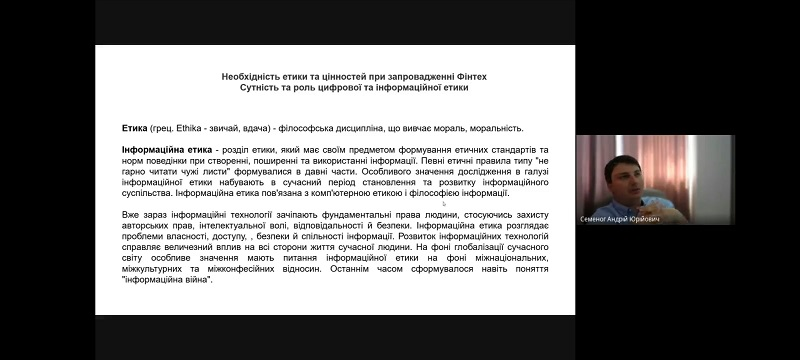 Необхідність етики та цінностей при запровадженні Фінтех
Сутність та роль цифрової та інформаційної етики
Етика (грец. Ethika - звичай, вдача) - філософська дисципліна, що вивчає мораль, моральність.
Інформаційна етика - розділ етики, який має своїм предметом формування етичних стандартів та
норм поведінки при створенні, поширенні та використанні інформації. Певні етичні правила типу "не
гарно читати чужі листи" формувалися в давні часті. Особливого значення дослідження в галузі
інформаційної етики набувають в сучасний період становлення та розвитку інформаційного
суспільства. Інформаційна етика пов'язана з комп'ютерною етикою і філософією інформації.
Вже зараз інформаційні технології зачіпають фундаментальні права людини, стосуючись захисту
авторських прав, інтелектуальної волі, відповідальності й безпеки. Інформаційна етика розглядає
проблеми власності, доступу, , безпеки й спільності інформації. Розвиток інформаційних технологій
справляє величезний вплив на всі сторони життя сучасної людини. На фоні глобалізації сучасного
світу особливе значення мають питання інформаційної етики на фоні міжнаціональних,
міжкультурних та міжконфесійних відносин. Останнім часом сформувалося навіть поняття
"інформаційна війна".
Семеног Андрій Юрійович